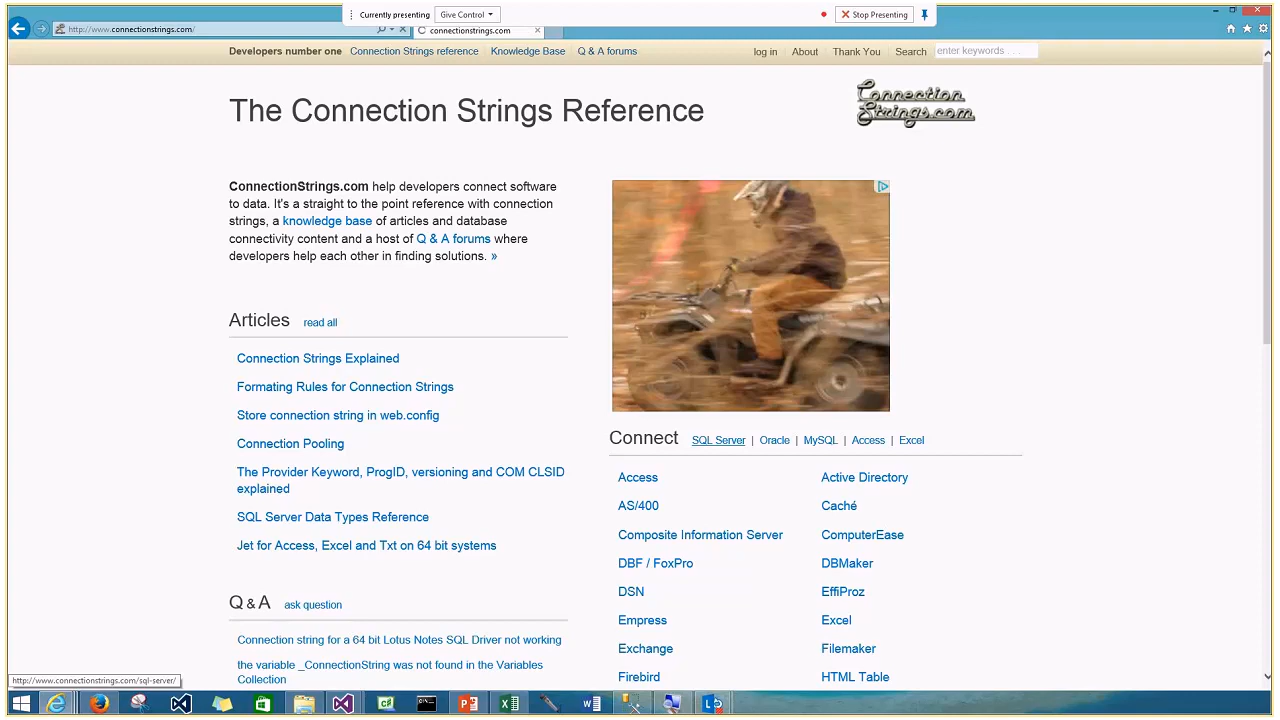 Currently presenting Give Control Stop Presenting
http://www.connectionstrings.com/ connectionstrings.com
Developers number one Connection Strings reference Knowledge Base Q & A forums log in About Thank You Search enter keywords . . .
The Connection Strings Reference
Connection
Strings.com
ConnectionStrings.com help developers connect software
to data. It's a straight to the point reference with connection
strings, a knowledge base of articles and database
connectivity content and a host of Q & A forums where
developers help each other in finding solutions. »
Articles read all
Connection Strings Explained
Formating Rules for Connection Strings
Store connection string in web.config
Connection Pooling
The Provider Keyword, ProgID, versioning and COM CLSID
explained
SQL Server Data Types Reference
Jet for Access, Excel and Txt on 64 bit systems
Q & A ask question
Connection string for a 64 bit Lotus Notes SQL Driver not working
the variable _ConnectionString was not found in the Variables
Collection
Connect SQL Server | Oracle | MySQL | Access | Excel
Access Active Directory
AS/400 Caché
Composite Information Server ComputerEase
DBF / FoxPro DBMaker
DSN EffiProz
Empress Excel
Exchange Filemaker
Firebird HTML Table
http://www.connectionstrings.com/sql-server/